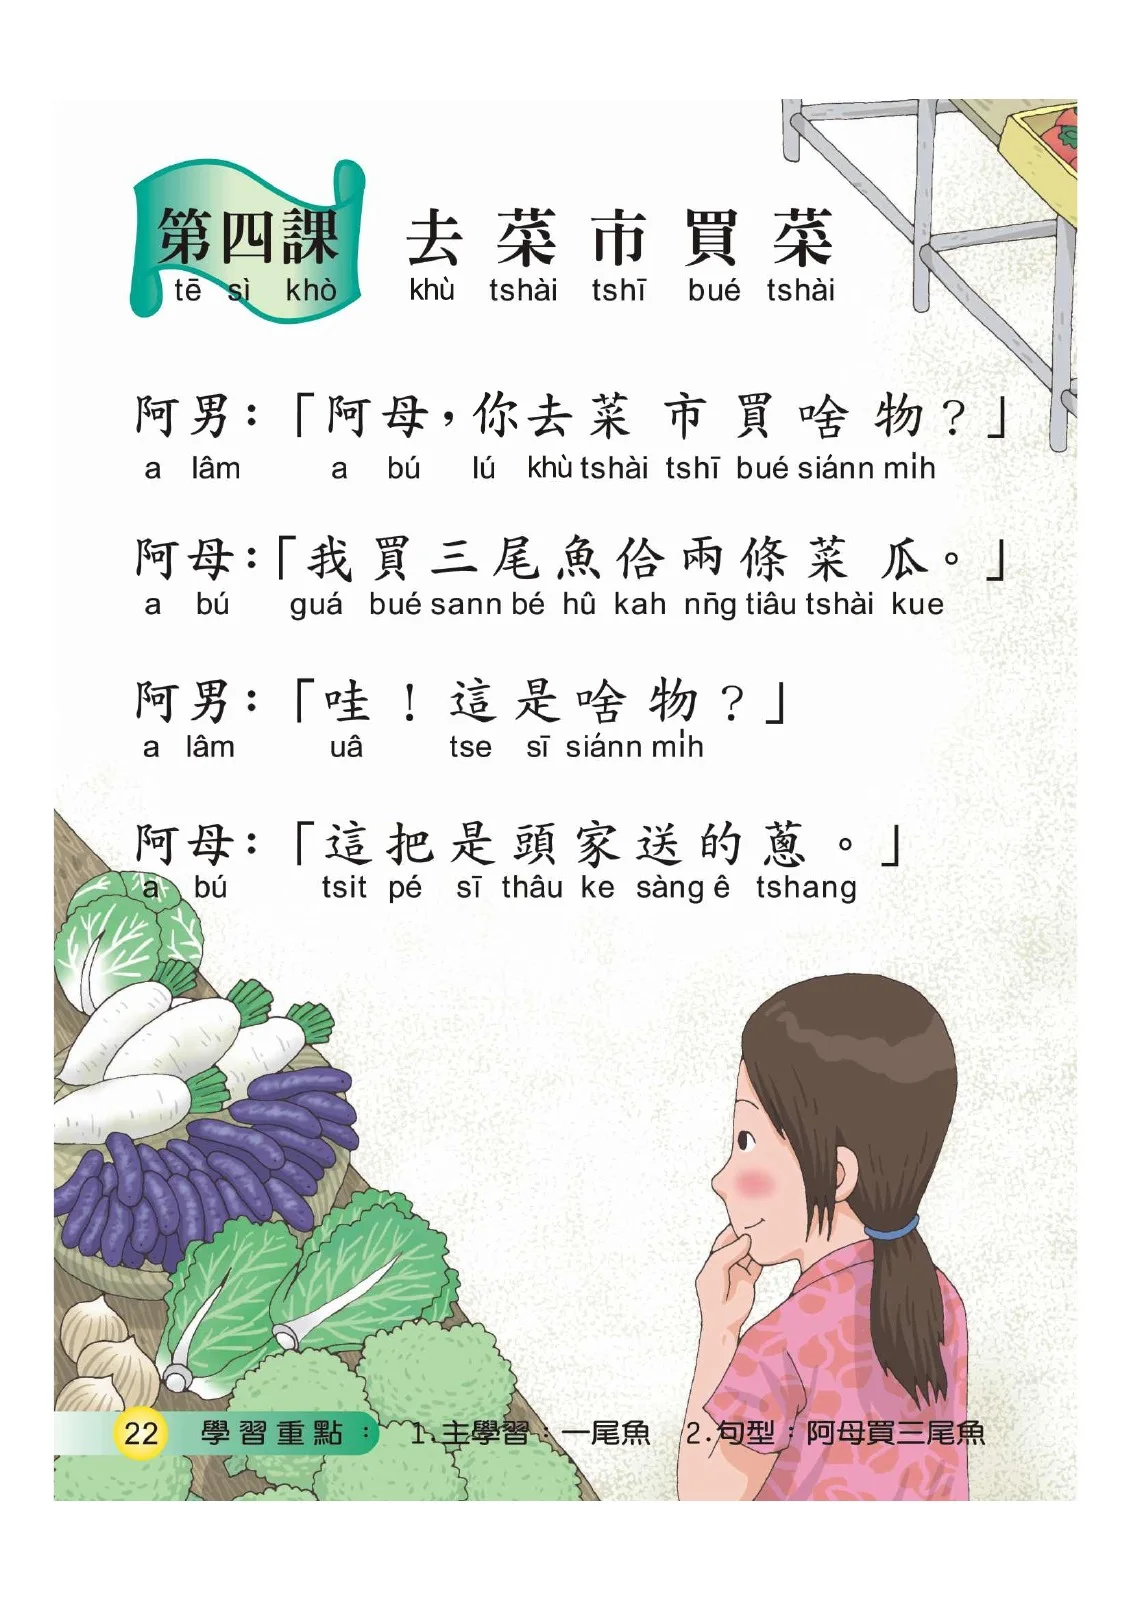 第四課 去菜市買菜
tē sì khò khù tshài tshī bué tshài
阿男：「阿母，你去菜市買啥物？」
a lâm a bú lú khù tshài tshī bué siánn mi̍h
阿母：「我買三尾魚佮兩條菜瓜。」
a bú guá bué sann bé hû kah nn̄g tiâu tshài kue
阿男：「哇！這是啥物？」
a lâm uâ tse sī siánn mi̍h
阿母：「這把是頭家送的蔥。」
a bú tsit pé sī thâu ke sàng ê tshang
22 學習重點： 1.主學習：一尾魚 2.句型：阿母買三尾魚